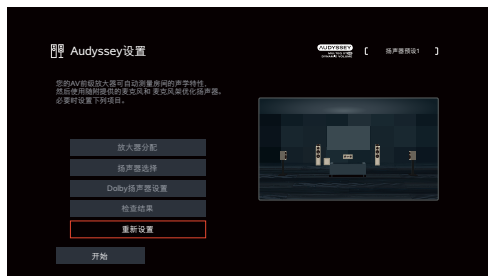 Audyssey设置
AUDYSSEY
【 扬声器预设1 】
您的AV前级放大器可自动测量房间的声学特性,
然后使用随附提供的麦克风和 麦克风架优化扬声器。
必要时设置下列项目。
放大器分配
扬声器选择
Dolby扬声器设置
检查结果
重新设置
开始